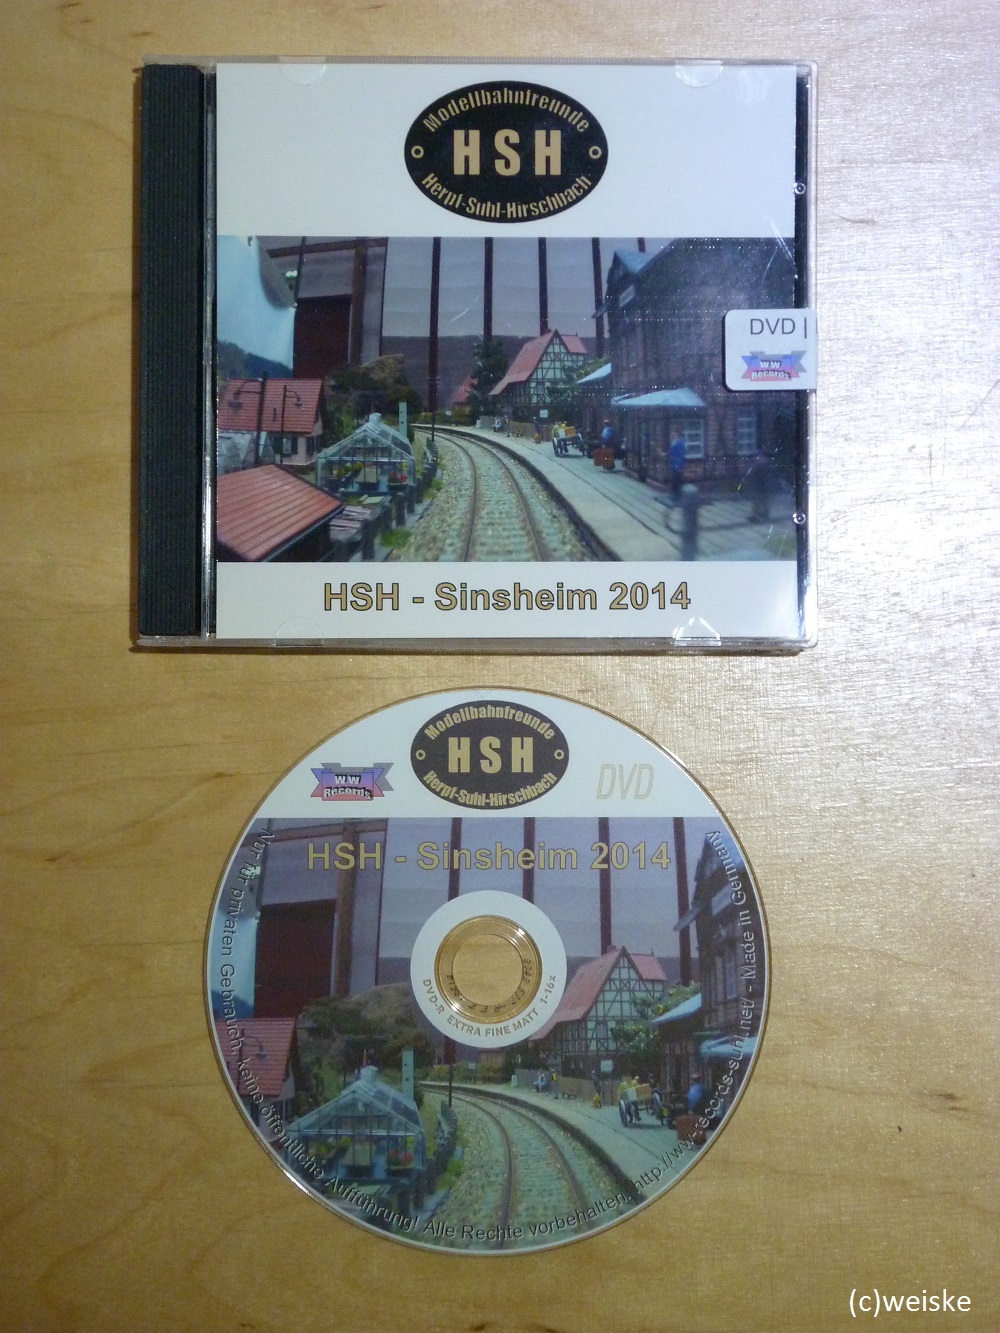 Modellbahnfreunde
HSH
Herpf-Suhl-Hirschbach
DVD |
WW
Records
HSH - Sinsheim 2014
Modellbahnfreunde
HSH
Herpf-Suhl-Hirschbach
WW
Records
DVD
HSH - Sinsheim 2014
Nur für privaten Gebrauch, keine öffentliche Aufführung! Alle Rechte vorbehalten, http://ww-records-suhl.net/ - Made in Germany
DVD-R EXTRA FINE MATT 1-16x
(c)weiske